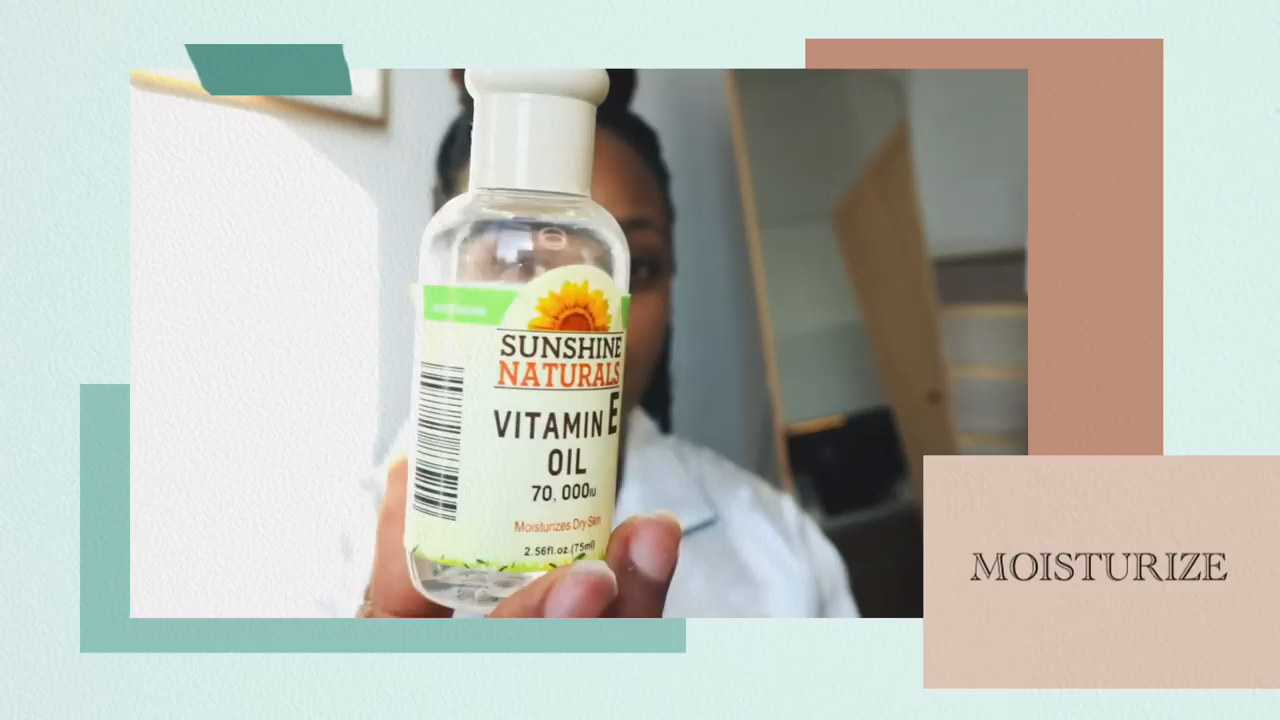 SUNSHINE
NATURALS
VITAMIN E
OIL
70,000IU
Moisturizes Dry Skin
2.56fl.oz.(75ml)
MOISTURIZE